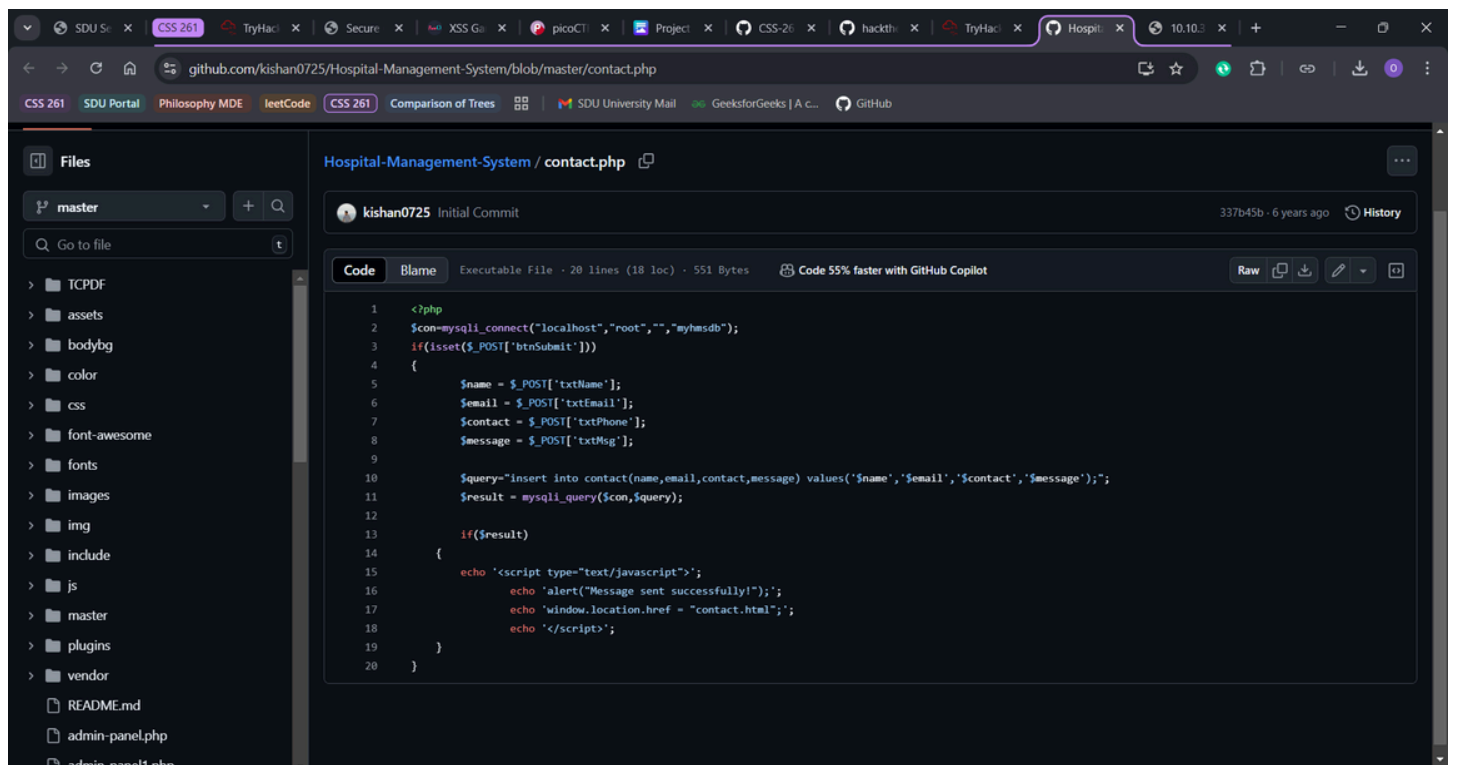 SDU Se
CSS 261
TryHac
Secure
XSS Ga
picoCT
Project
CSS-26
hackth
TryHac
Hospit
10.10.3
github.com/kishan0725/Hospital-Management-System/blob/master/contact.php
CSS 261 SDU Portal Philosophy MDE leetCode CSS 261 Comparison of Trees SDU University Mail GeeksforGeeks | A c... GitHub
Files
master
Go to file t
TCPDF
assets
bodybg
color
css
font-awesome
fonts
images
img
include
js
master
plugins
vendor
README.md
admin-panel.php
admin-panel1.php
Hospital-Management-System / contact.php
kishan0725 Initial Commit 337b45b · 6 years ago History
Code Blame Executable File · 20 lines (18 loc) · 551 Bytes Code 55% faster with GitHub Copilot Raw
1 <?php
2 $con=mysqli_connect("localhost","root","","myhmsdb");
3 if(isset($_POST['btnSubmit']))
4 {
5 $name = $_POST['txtName'];
6 $email = $_POST['txtEmail'];
7 $contact = $_POST['txtPhone'];
8 $message = $_POST['txtMsg'];
9
10 $query="insert into contact(name,email,contact,message) values('$name','$email','$contact','$message');";
11 $result = mysqli_query($con,$query);
12
13 if($result)
14 {
15 echo '<script type="text/javascript">';
16 echo 'alert("Message sent successfully!");';
17 echo 'window.location.href = "contact.html";';
18 echo '</script>';
19 }
20 }